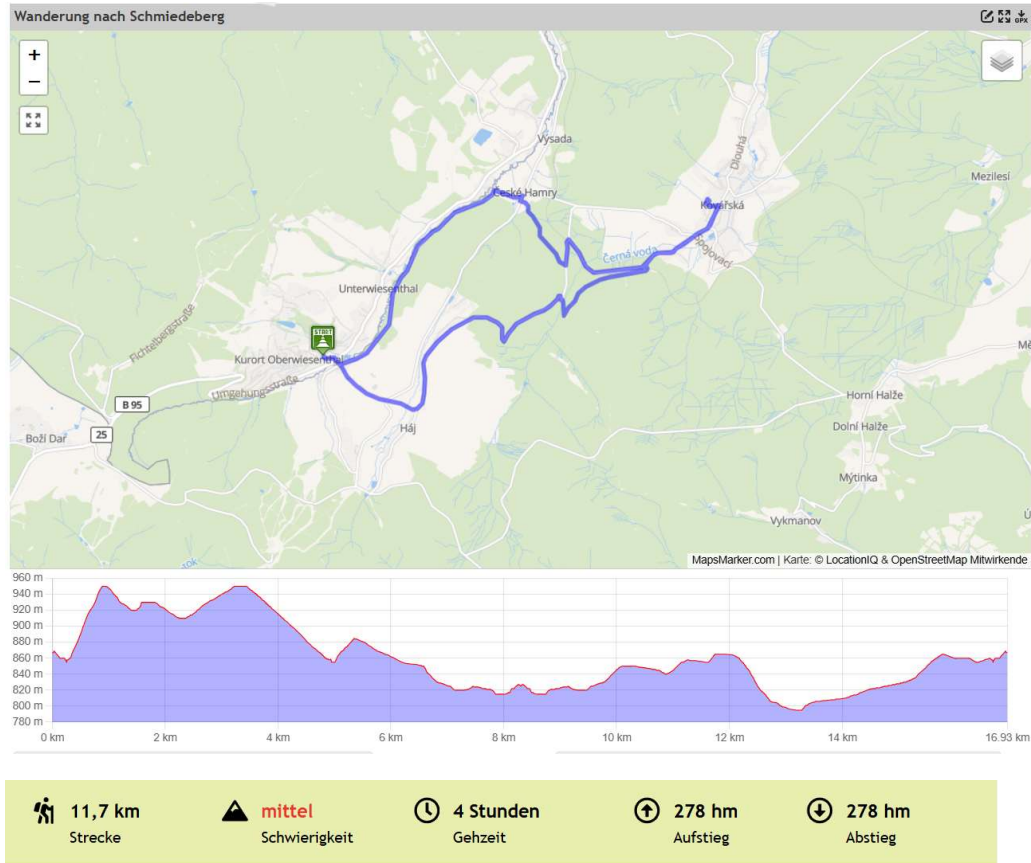 Wanderung nach Schmiedeberg
GPX
+
−
Výsada
Dlouhá
Mezilesí
České Hamry
Kovářská
Spojovací
Černá voda
Unterwiesenthal
START
Fichtelbergstraße
Kurort Oberwiesenthal
Umgehungsstraße
B 95
25
Boží Dar
Háj
Horní Halže
Dolní Halže
Mýtinka
Vykmanov
MapsMarker.com | Karte: © LocationIQ & OpenStreetMap Mitwirkende
960 m
940 m
920 m
900 m
880 m
860 m
840 m
820 m
800 m
780 m
0 km 2 km 4 km 6 km 8 km 10 km 12 km 14 km 16.93 km
11,7 km mittel 4 Stunden 278 hm 278 hm
Strecke Schwierigkeit Gehzeit Aufstieg Abstieg